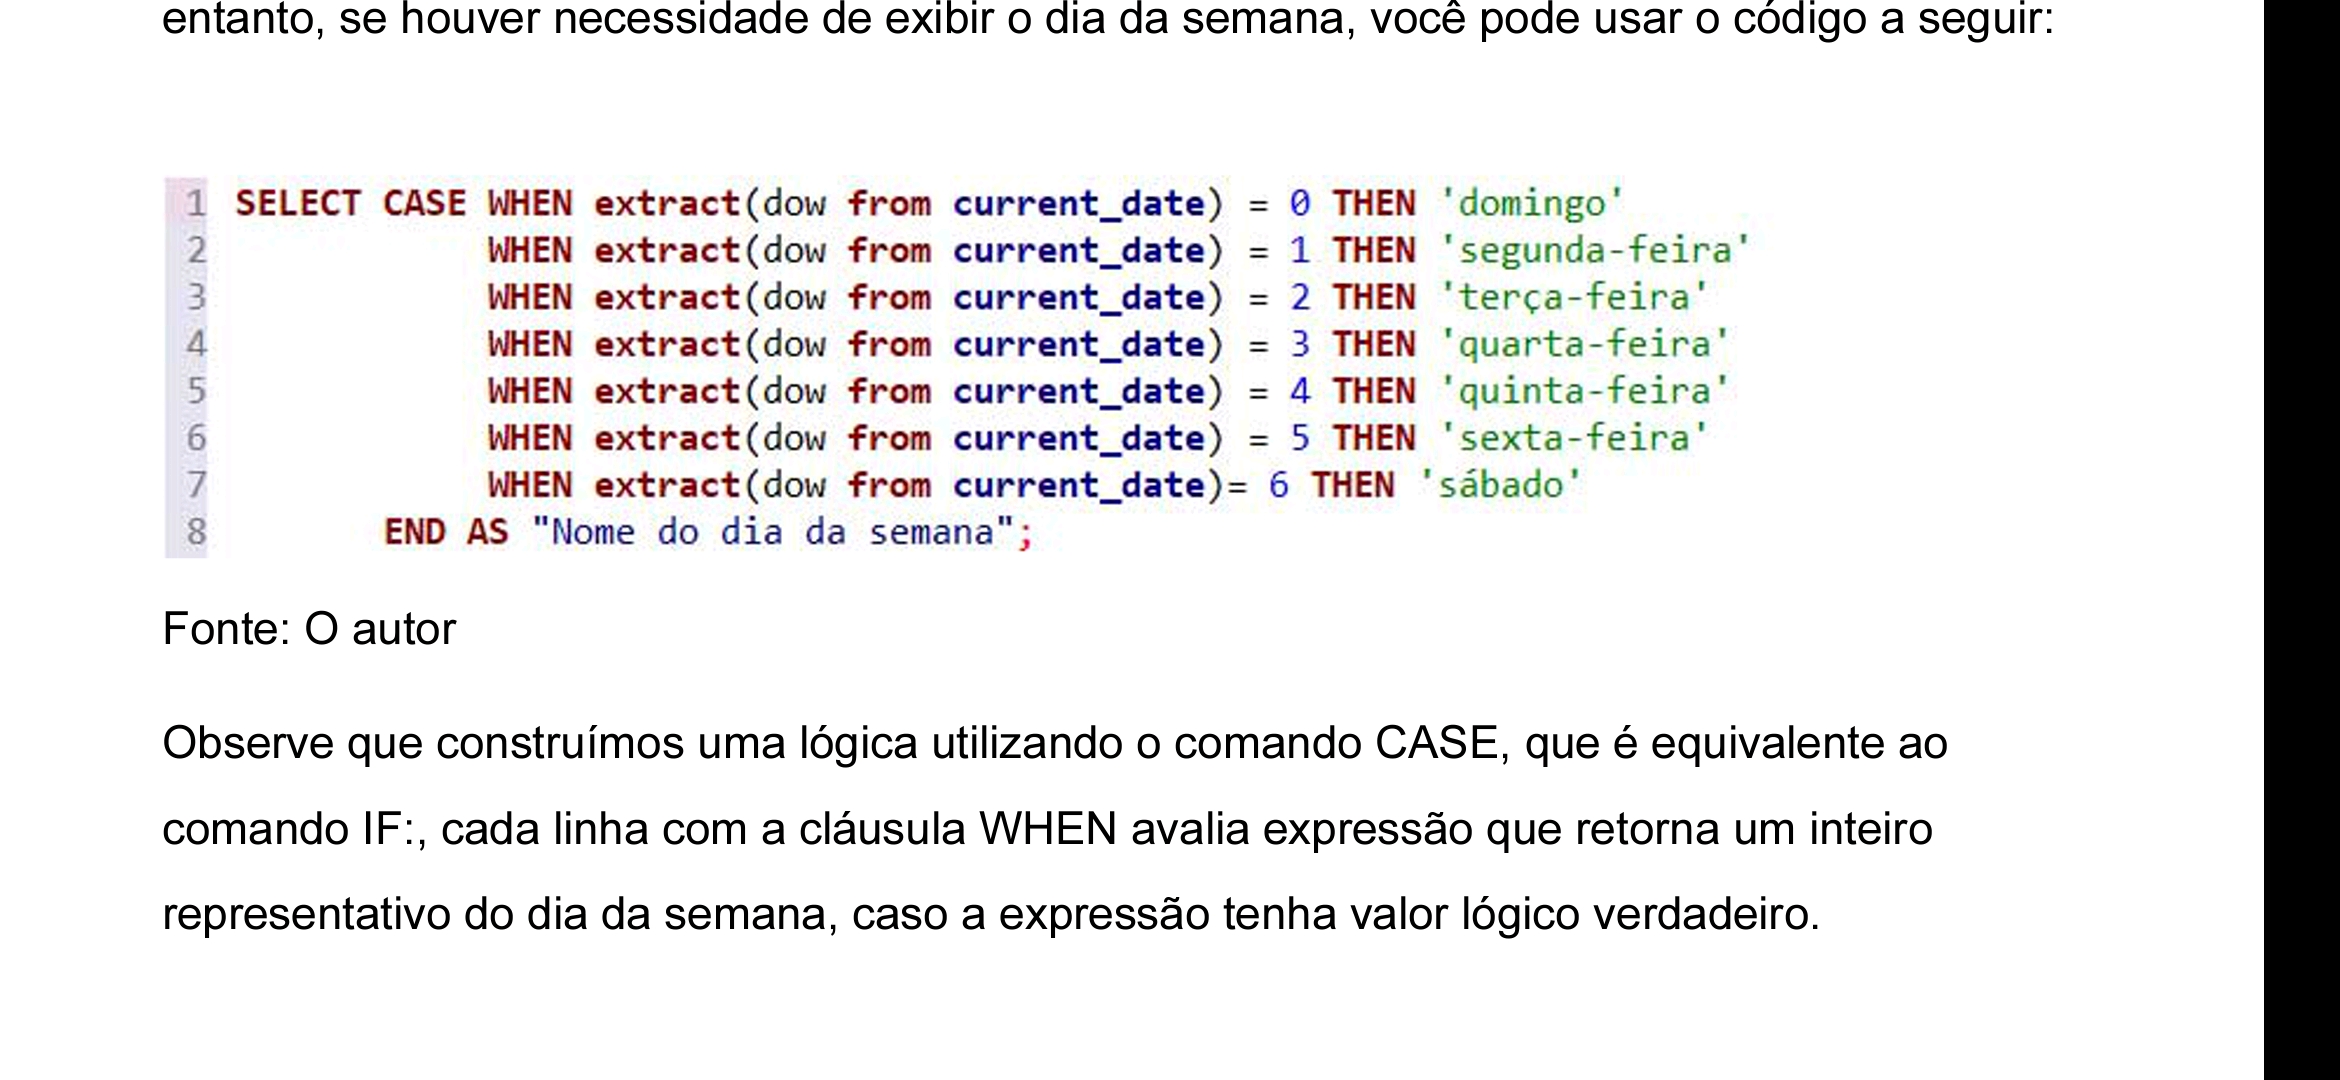 entanto, se houver necessidade de exibir o dia da semana, você pode usar o código a seguir:
1 SELECT CASE WHEN extract(dow from current_date) = 0 THEN 'domingo'
2 WHEN extract(dow from current_date) = 1 THEN 'segunda-feira'
3 WHEN extract(dow from current_date) = 2 THEN 'terça-feira'
4 WHEN extract(dow from current_date) = 3 THEN 'quarta-feira'
5 WHEN extract(dow from current_date) = 4 THEN 'quinta-feira'
6 WHEN extract(dow from current_date) = 5 THEN 'sexta-feira'
7 WHEN extract(dow from current_date)= 6 THEN 'sábado'
8 END AS "Nome do dia da semana";
Fonte: O autor
Observe que construímos uma lógica utilizando o comando CASE, que é equivalente ao
comando IF:, cada linha com a cláusula WHEN avalia expressão que retorna um inteiro
representativo do dia da semana, caso a expressão tenha valor lógico verdadeiro.